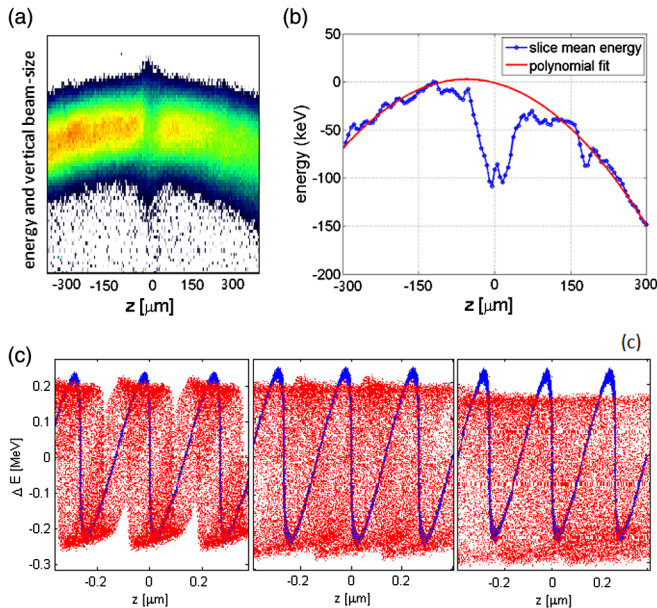 (a)
energy and vertical beam-size
-300 -150 0 150 300
z [μm]
(b)
slice mean energy
polynomial fit
energy (keV)
50
0
-50
-100
-150
-200
-300 -150 0 150 300
z [μm]
(c)
(c)
Δ E [MeV]
0.2
0.1
0
-0.1
-0.2
-0.3
-0.2 0 0.2
z [μm]
-0.2 0 0.2
z [μm]
-0.2 0 0.2
z [μm]